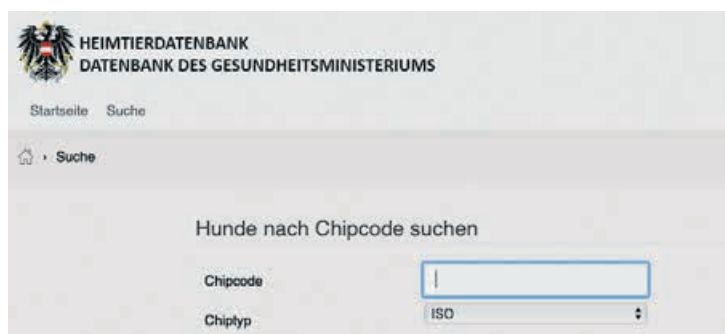 HEIMTIERDATENBANK
DATENBANK DES GESUNDHEITSMINISTERIUMS
Startseite Suche
Suche
Hunde nach Chipcode suchen
Chipcode
Chiptyp ISO